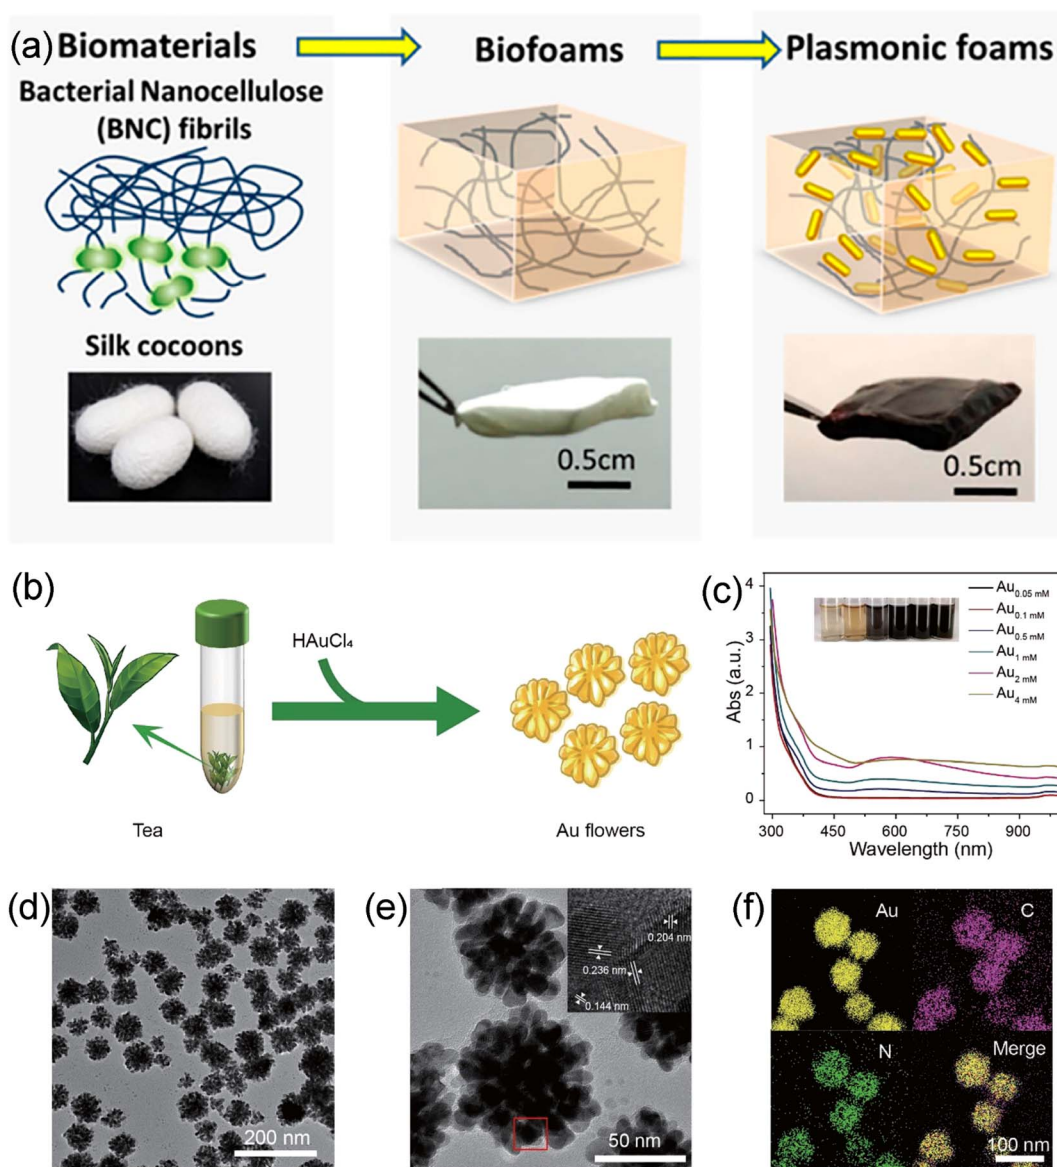 (a)
Biomaterials
Biofoams
Plasmonic foams
Bacterial Nanocellulose
(BNC) fibrils
Silk cocoons
0.5cm
0.5cm
(b)
HAuCl₄
Tea
Au flowers
(c)
4
3
2
1
0
Abs (a.u.)
300
450
600
750
900
Wavelength (nm)
Au0.05 mM
Au0.1 mM
Au0.5 mM
Au1 mM
Au2 mM
Au4 mM
(d)
200 nm
(e)
0.204 nm
0.236 nm
0.144 nm
50 nm
(f)
Au
C
N
Merge
100 nm